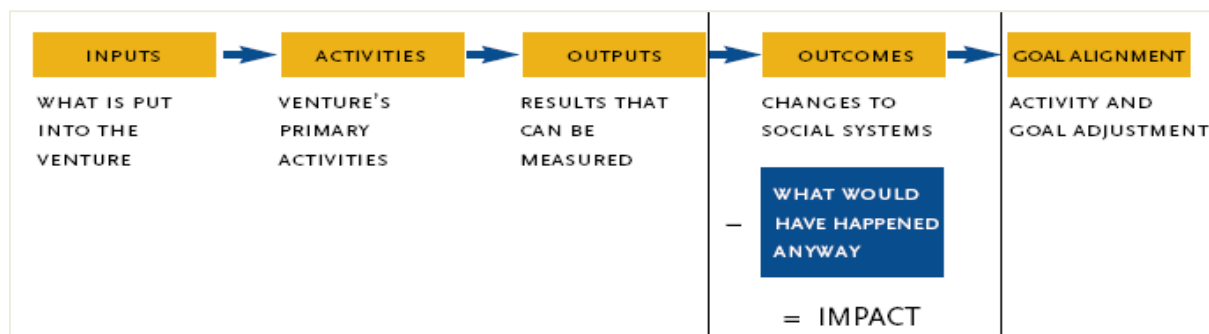 INPUTS
WHAT IS PUT
INTO THE
VENTURE
ACTIVITIES
VENTURE'S
PRIMARY
ACTIVITIES
OUTPUTS
RESULTS THAT
CAN BE
MEASURED
OUTCOMES
CHANGES TO
SOCIAL SYSTEMS
–
WHAT WOULD
HAVE HAPPENED
ANYWAY
= IMPACT
GOAL ALIGNMENT
ACTIVITY AND
GOAL ADJUSTMENT